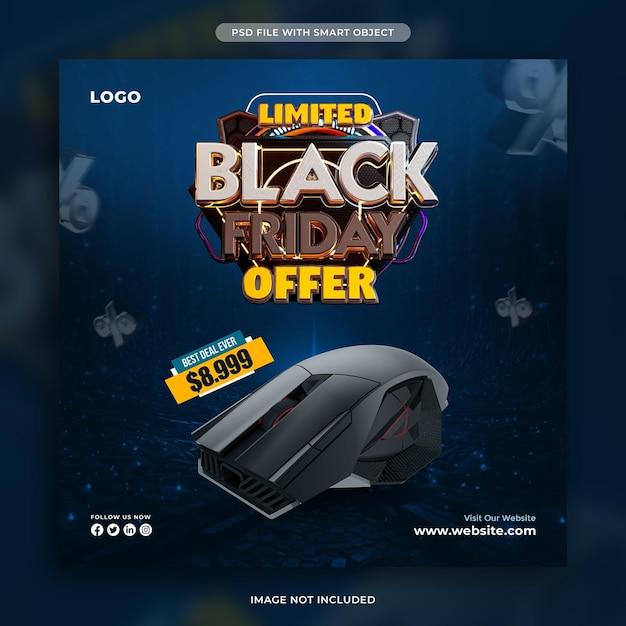 PSD FILE WITH SMART OBJECT
LOGO
LIMITED
BLACK
FRIDAY
OFFER
BEST DEAL EVER
$8.999
FOLLOW US NOW
Visit Our Website
www.website.com
IMAGE NOT INCLUDED